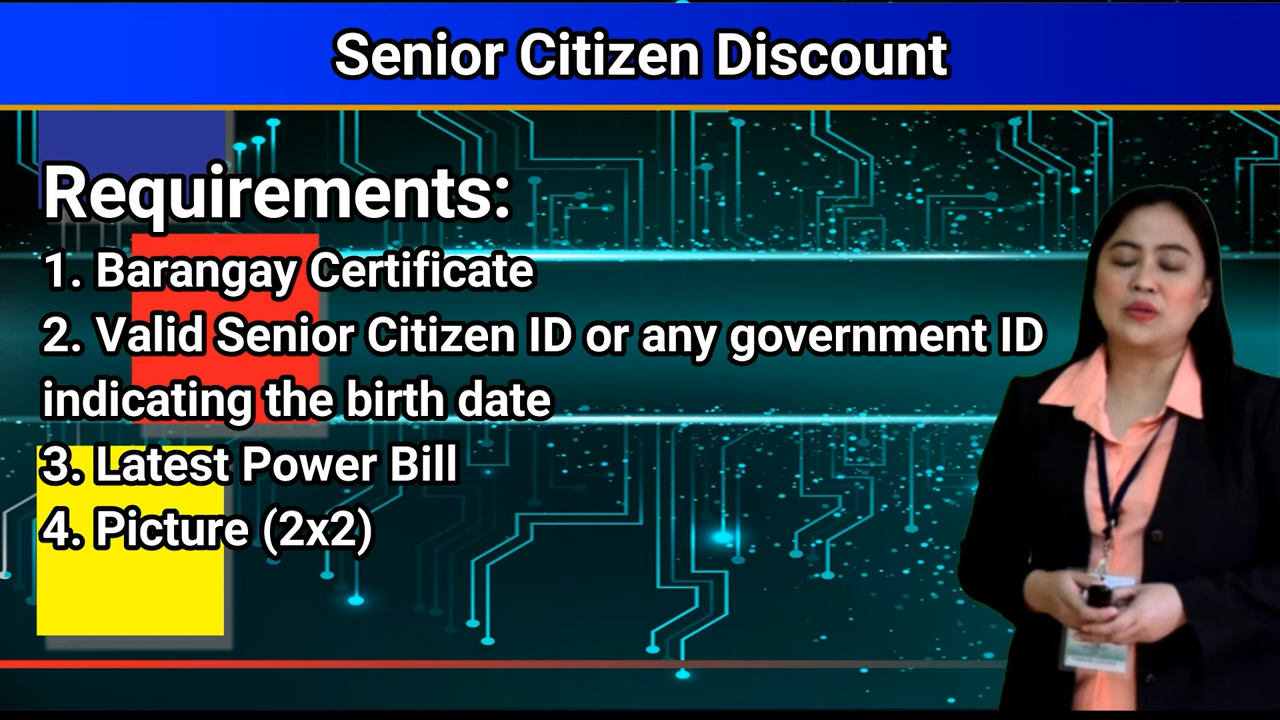 Senior Citizen Discount
Requirements:
1. Barangay Certificate
2. Valid Senior Citizen ID or any government ID
indicating the birth date
3. Latest Power Bill
4. Picture (2x2)